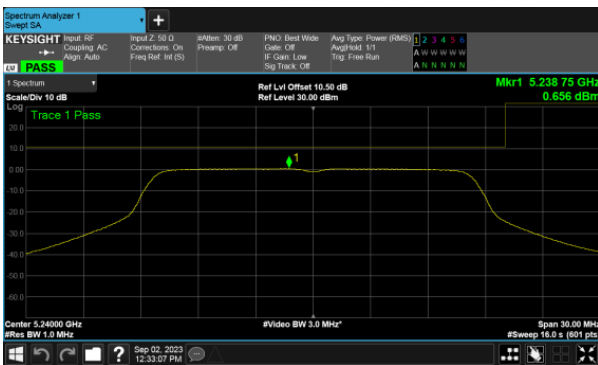 Spectrum Analyzer 1
Swept SA
+
KEYSIGHT Input: RF Input Z: 50 Ω #Atten: 30 dB PNO: Best Wide Avg Type: Power (RMS) 1 2 3 4 5 6
Coupling: AC Corrections: On Preamp: Off Gate: Off Avg|Hold: 1/1 A W W W W W
Align: Auto Freq Ref: Int (S) IF Gain: Low Trig: Free Run
LXI PASS Sig Track: Off A N N N N N
1 Spectrum Ref Lvl Offset 10.50 dB Mkr1 5.238 75 GHz
Scale/Div 10 dB Ref Level 30.00 dBm 0.656 dBm
Log
Trace 1 Pass
20.0
10.0
1
0.00
-10.0
-20.0
-30.0
-40.0
-50.0
-60.0
Center 5.24000 GHz #Video BW 3.0 MHz* Span 30.00 MHz
#Res BW 1.0 MHz #Sweep 16.0 s (601 pts)
? Sep 02, 2023
12:33:07 PM